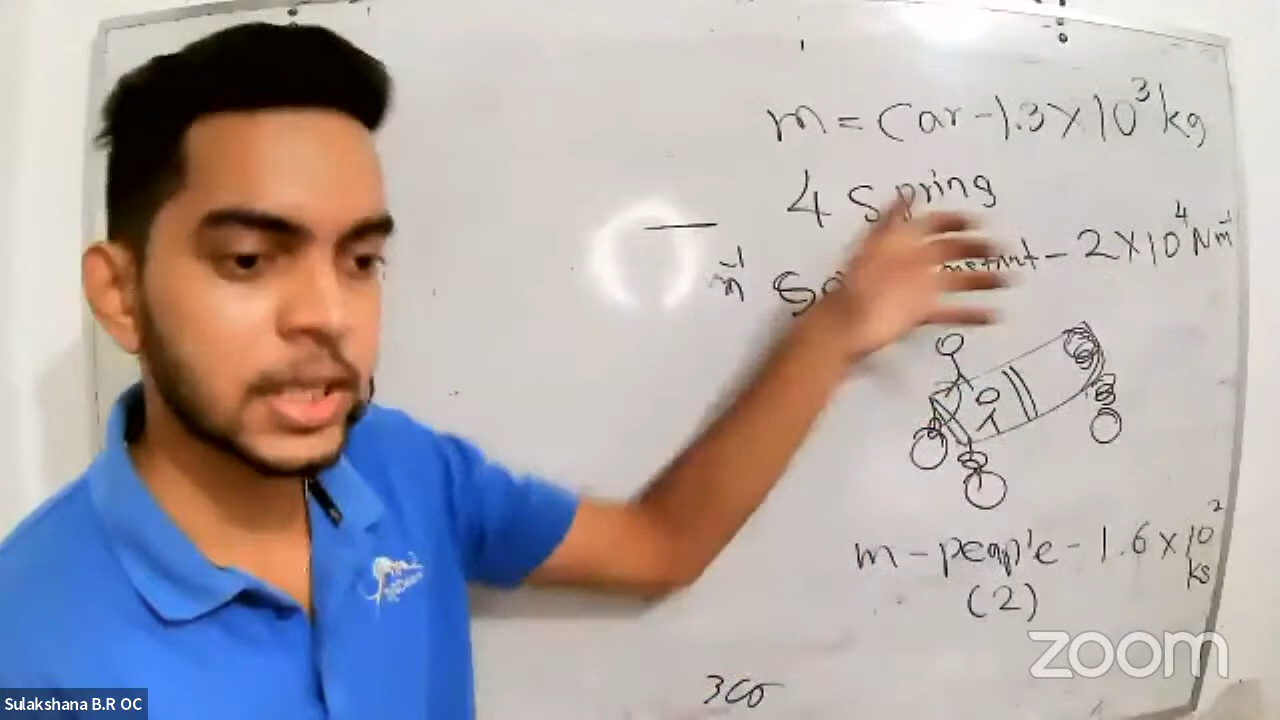 m = Car - 1.3 × 10³ kg
4 Spring
m⁻¹
- 2 × 10⁴ Nm⁻¹
m - people - 1.6 × 10² kg
(2)
zoom
Sulakshana B.R OC